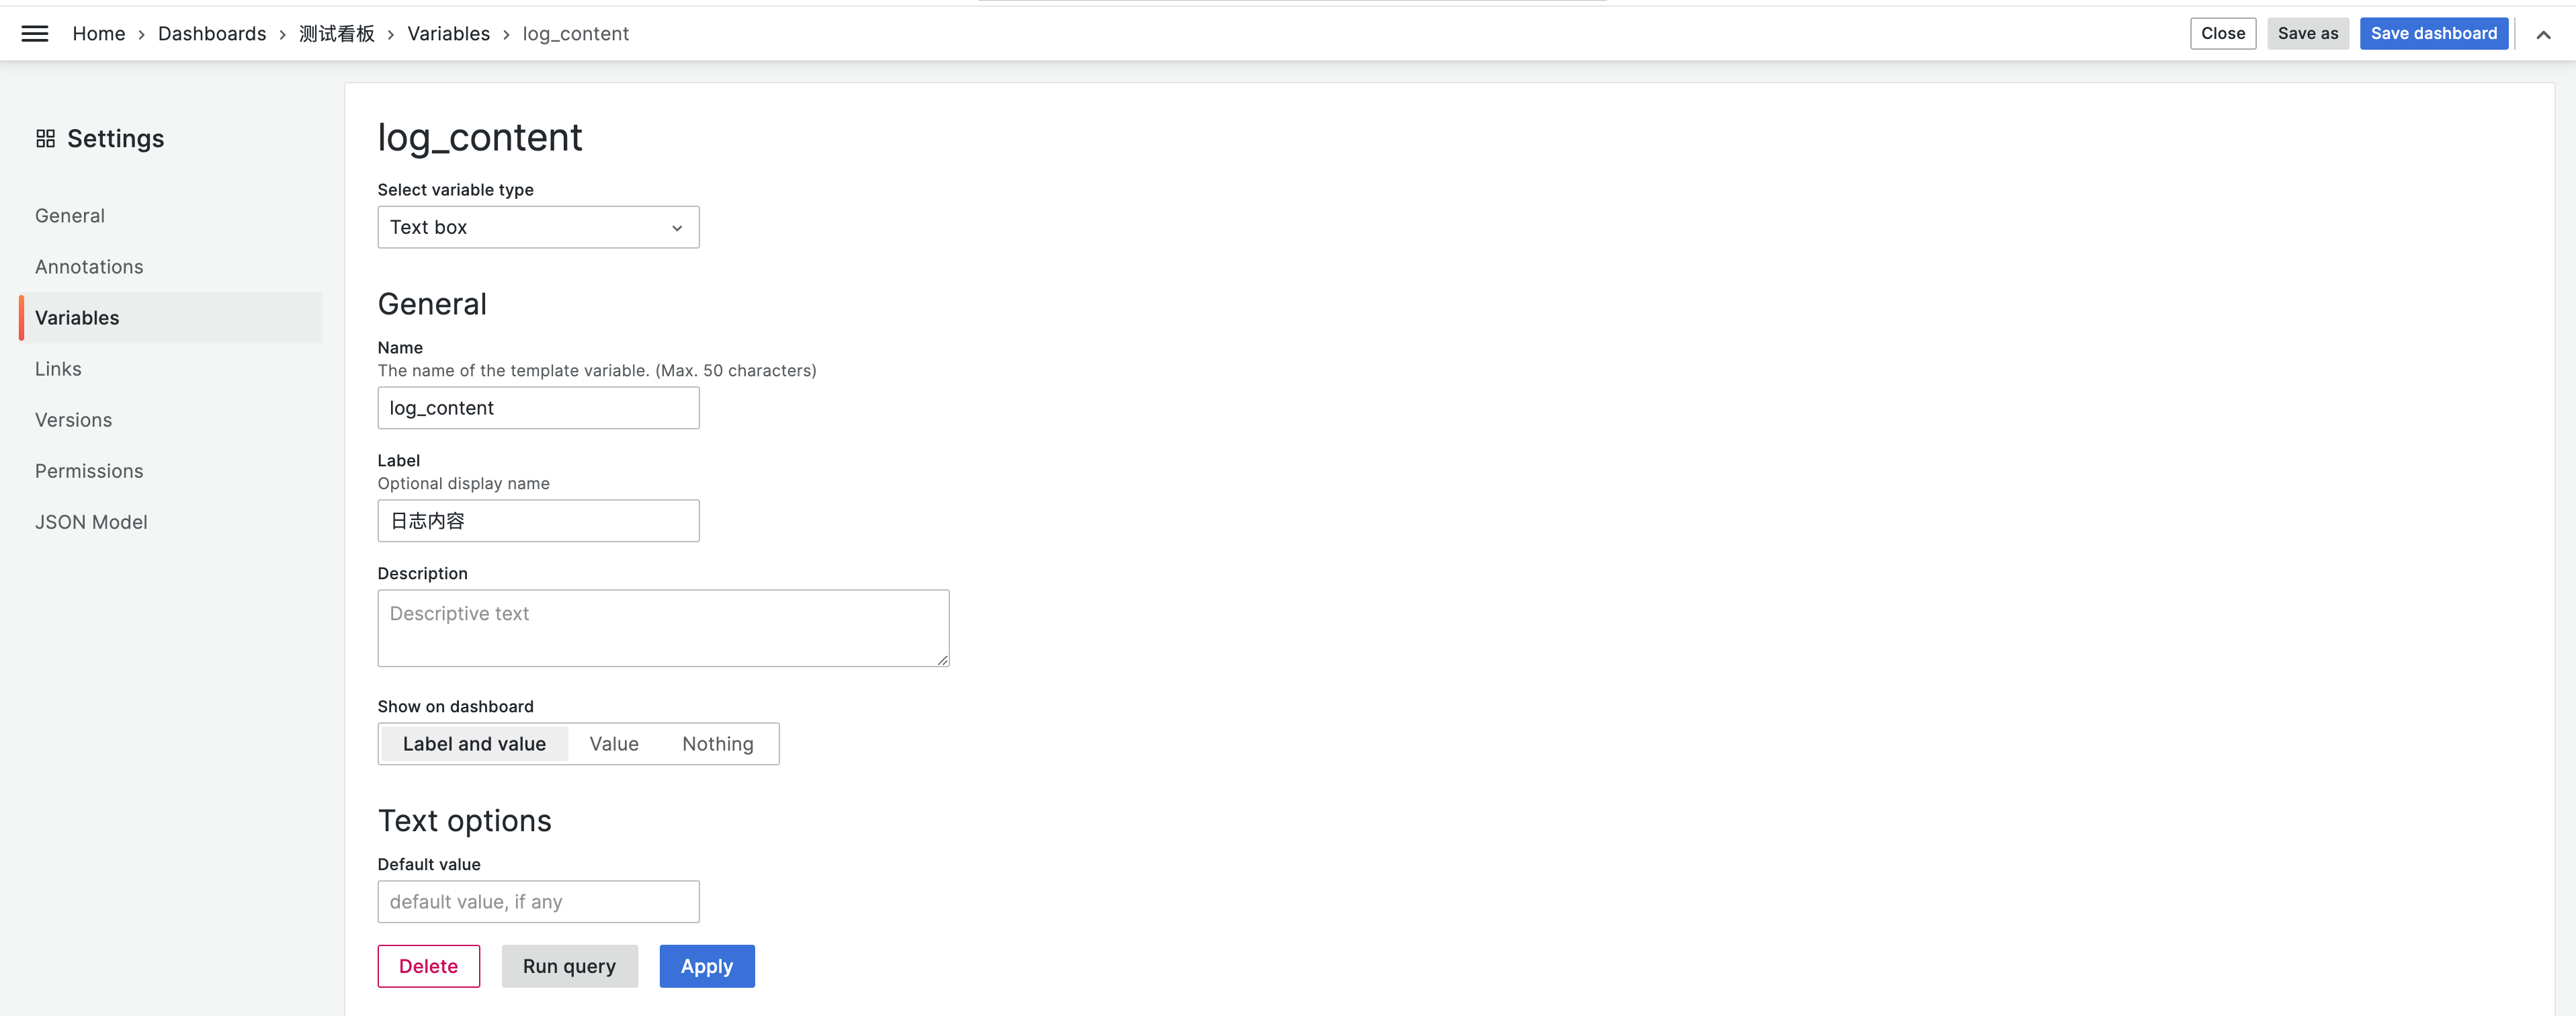 Home › Dashboards › 测试看板 › Variables › log_content
Close
Save as
Save dashboard
Settings
General
Annotations
Variables
Links
Versions
Permissions
JSON Model
log_content
Select variable type
Text box
General
Name
The name of the template variable. (Max. 50 characters)
log_content
Label
Optional display name
日志内容
Description
Descriptive text
Show on dashboard
Label and value
Value
Nothing
Text options
Default value
default value, if any
Delete
Run query
Apply